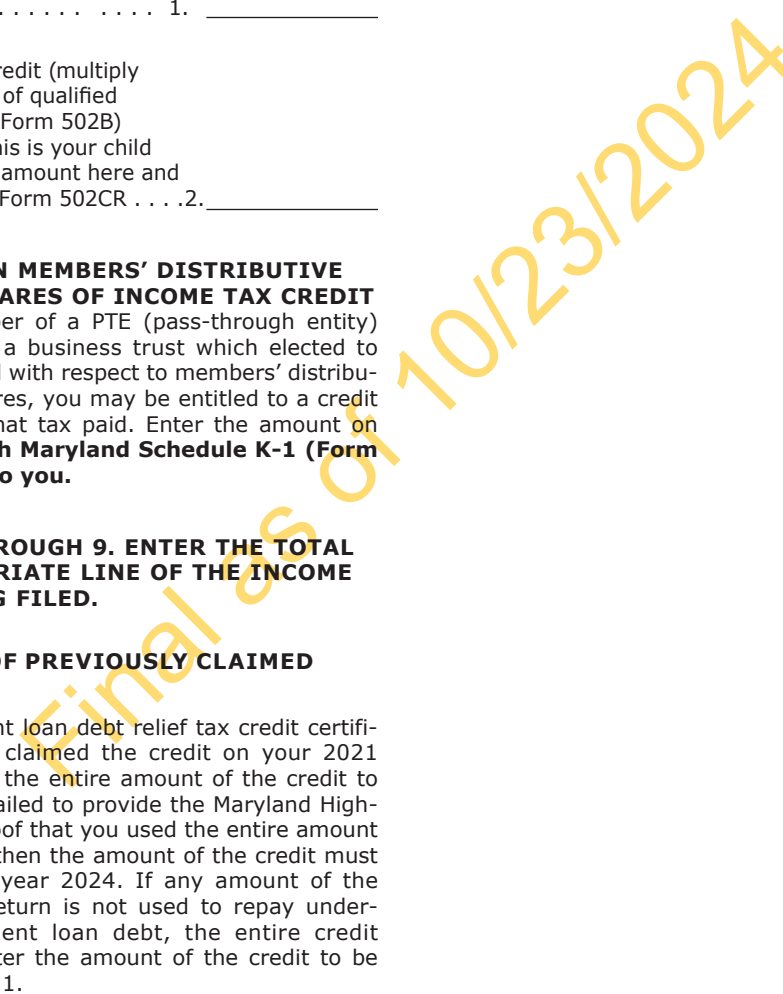 . . . . . . . .  . . . .  1. _______________
redit (multiply
of qualified
Form 502B)
is is your child
amount here and
Form 502CR . . . .2._______________
N MEMBERS’ DISTRIBUTIVE
ARES OF INCOME TAX CREDIT
er of a PTE (pass-through entity)
a business trust which elected to
d with respect to members’ distribu-
res, you may be entitled to a credit
hat tax paid. Enter the amount on
h Maryland Schedule K-1 (Form
o you.
ROUGH 9. ENTER THE TOTAL
RIATE LINE OF THE INCOME
G FILED.
OF PREVIOUSLY CLAIMED
nt loan debt relief tax credit certifi-
claimed the credit on your 2021
the entire amount of the credit to
ailed to provide the Maryland High-
oof that you used the entire amount
then the amount of the credit must
year 2024. If any amount of the
eturn is not used to repay under-
ent loan debt, the entire credit
ter the amount of the credit to be
1.
Final as of 10/23/2024